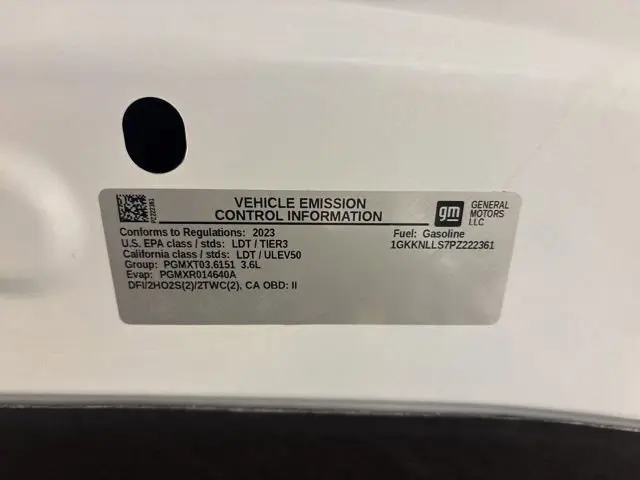 PZ222361
VEHICLE EMISSION
CONTROL INFORMATION
gm
GENERAL
MOTORS
LLC
Conforms to Regulations: 2023
Fuel: Gasoline
U.S. EPA class / stds: LDT / TIER3
1GKKNLLS7PZ222361
California class / stds: LDT / ULEV50
Group: PGMXT03.6151 3.6L
Evap: PGMXR014640A
DFI/2HO2S(2)/2TWC(2), CA OBD: II